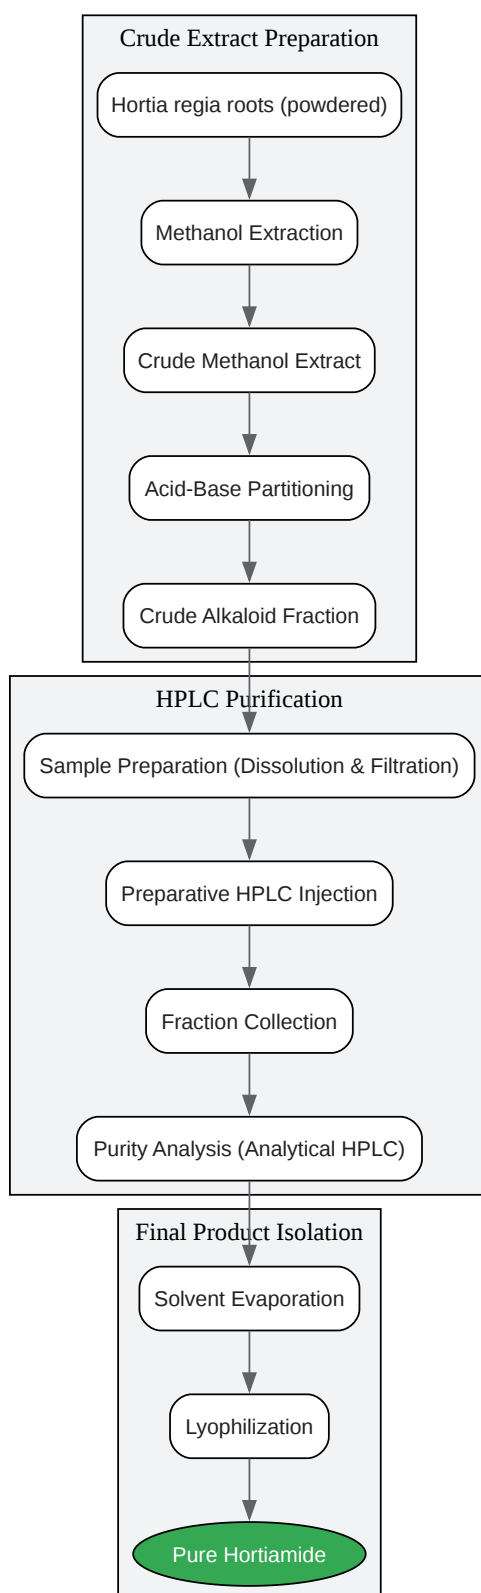 Crude Extract Preparation
Hortia regia roots (powdered)
Methanol Extraction
Crude Methanol Extract
Acid-Base Partitioning
Crude Alkaloid Fraction
HPLC Purification
Sample Preparation (Dissolution & Filtration)
Preparative HPLC Injection
Fraction Collection
Purity Analysis (Analytical HPLC)
Final Product Isolation
Solvent Evaporation
Lyophilization
Pure Hortiamide